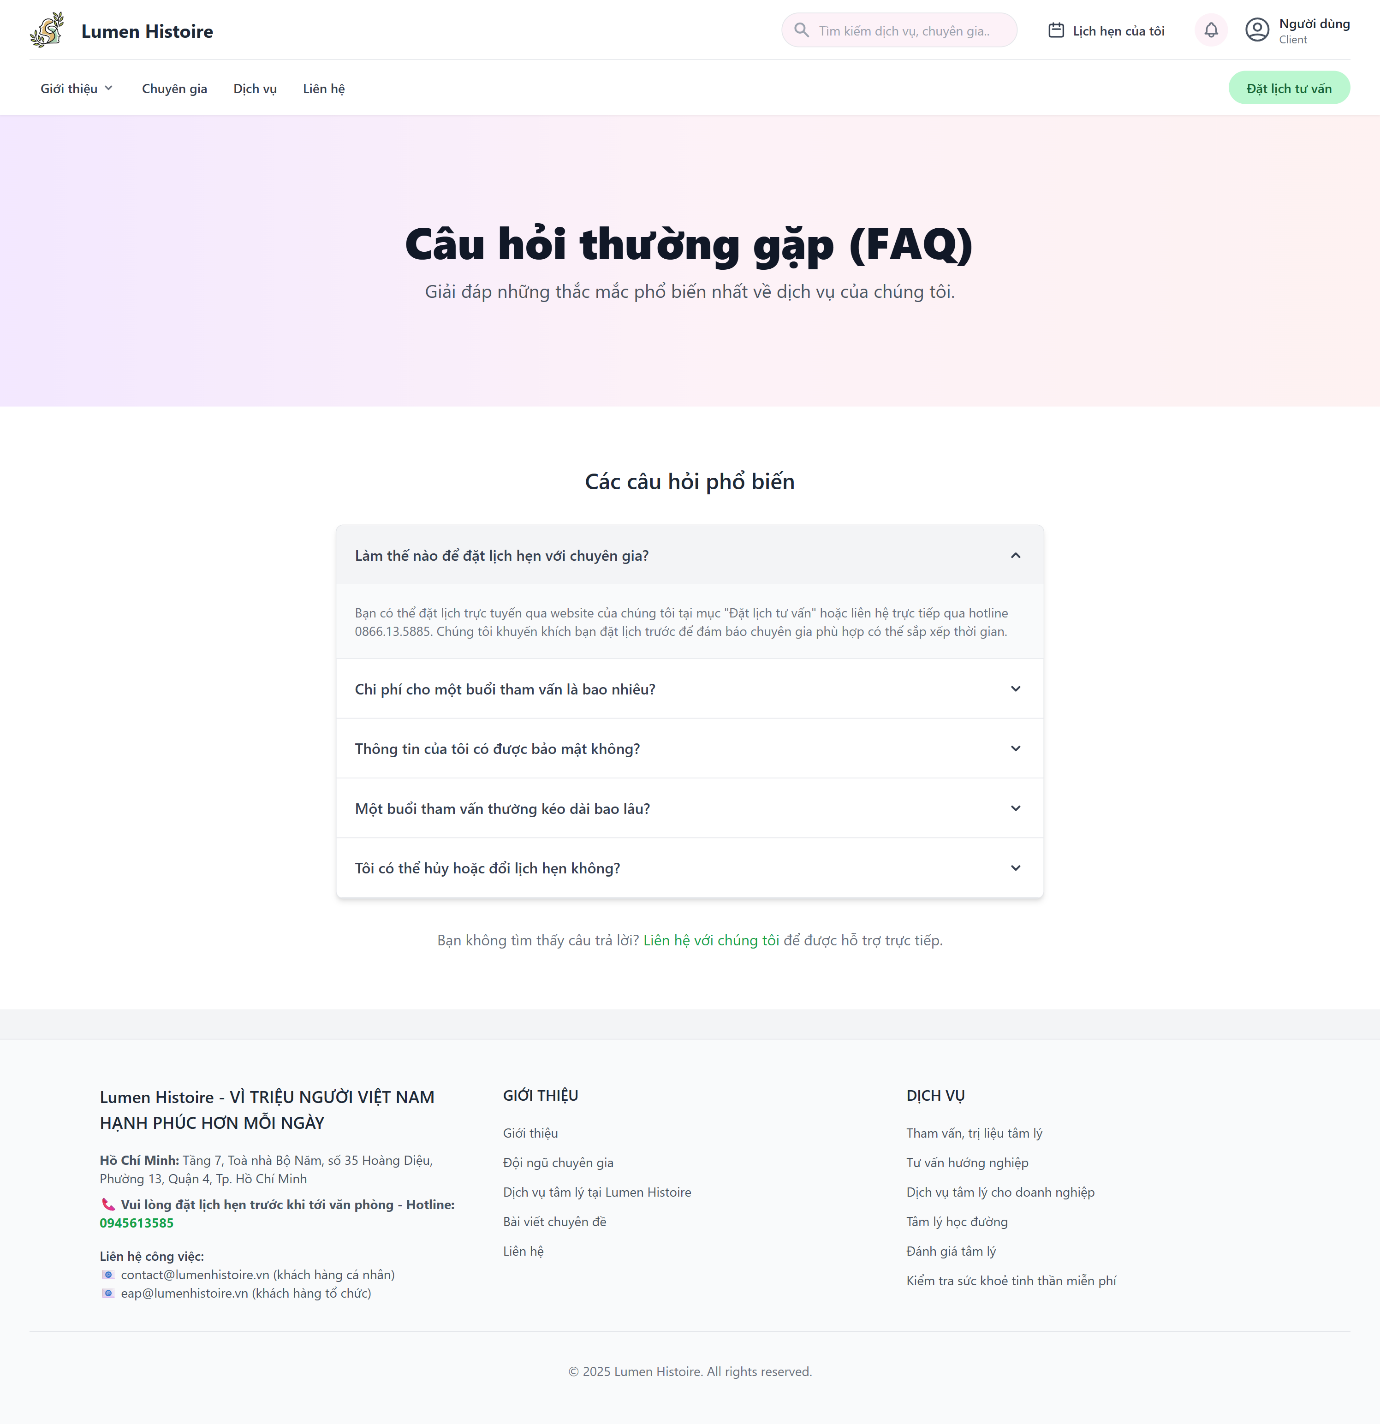 Lumen Histoire
Tìm kiếm dịch vụ, chuyên gia..
Lịch hẹn của tôi
Người dùng
Client
Giới thiệu
Chuyên gia
Dịch vụ
Liên hệ
Đặt lịch tư vấn
Câu hỏi thường gặp (FAQ)
Giải đáp những thắc mắc phổ biến nhất về dịch vụ của chúng tôi.
Các câu hỏi phổ biến
Làm thế nào để đặt lịch hẹn với chuyên gia?
Bạn có thể đặt lịch trực tuyến qua website của chúng tôi tại mục "Đặt lịch tư vấn" hoặc liên hệ trực tiếp qua hotline
0866.13.5885. Chúng tôi khuyến khích bạn đặt lịch trước để đảm bảo chuyên gia phù hợp có thể sắp xếp thời gian.
Chi phí cho một buổi tham vấn là bao nhiêu?
Thông tin của tôi có được bảo mật không?
Một buổi tham vấn thường kéo dài bao lâu?
Tôi có thể hủy hoặc đổi lịch hẹn không?
Bạn không tìm thấy câu trả lời? Liên hệ với chúng tôi để được hỗ trợ trực tiếp.
Lumen Histoire - VÌ TRIỆU NGƯỜI VIỆT NAM
HẠNH PHÚC HƠN MỖI NGÀY
Hồ Chí Minh: Tầng 7, Toà nhà Bộ Năm, số 35 Hoàng Diệu,
Phường 13, Quận 4, Tp. Hồ Chí Minh
Vui lòng đặt lịch hẹn trước khi tới văn phòng - Hotline:
0945613585
Liên hệ công việc:
contact@lumenhistoire.vn (khách hàng cá nhân)
eap@lumenhistoire.vn (khách hàng tổ chức)
GIỚI THIỆU
Giới thiệu
Đội ngũ chuyên gia
Dịch vụ tâm lý tại Lumen Histoire
Bài viết chuyên đề
Liên hệ
DỊCH VỤ
Tham vấn, trị liệu tâm lý
Tư vấn hướng nghiệp
Dịch vụ tâm lý cho doanh nghiệp
Tâm lý học đường
Đánh giá tâm lý
Kiểm tra sức khoẻ tinh thần miễn phí
© 2025 Lumen Histoire. All rights reserved.